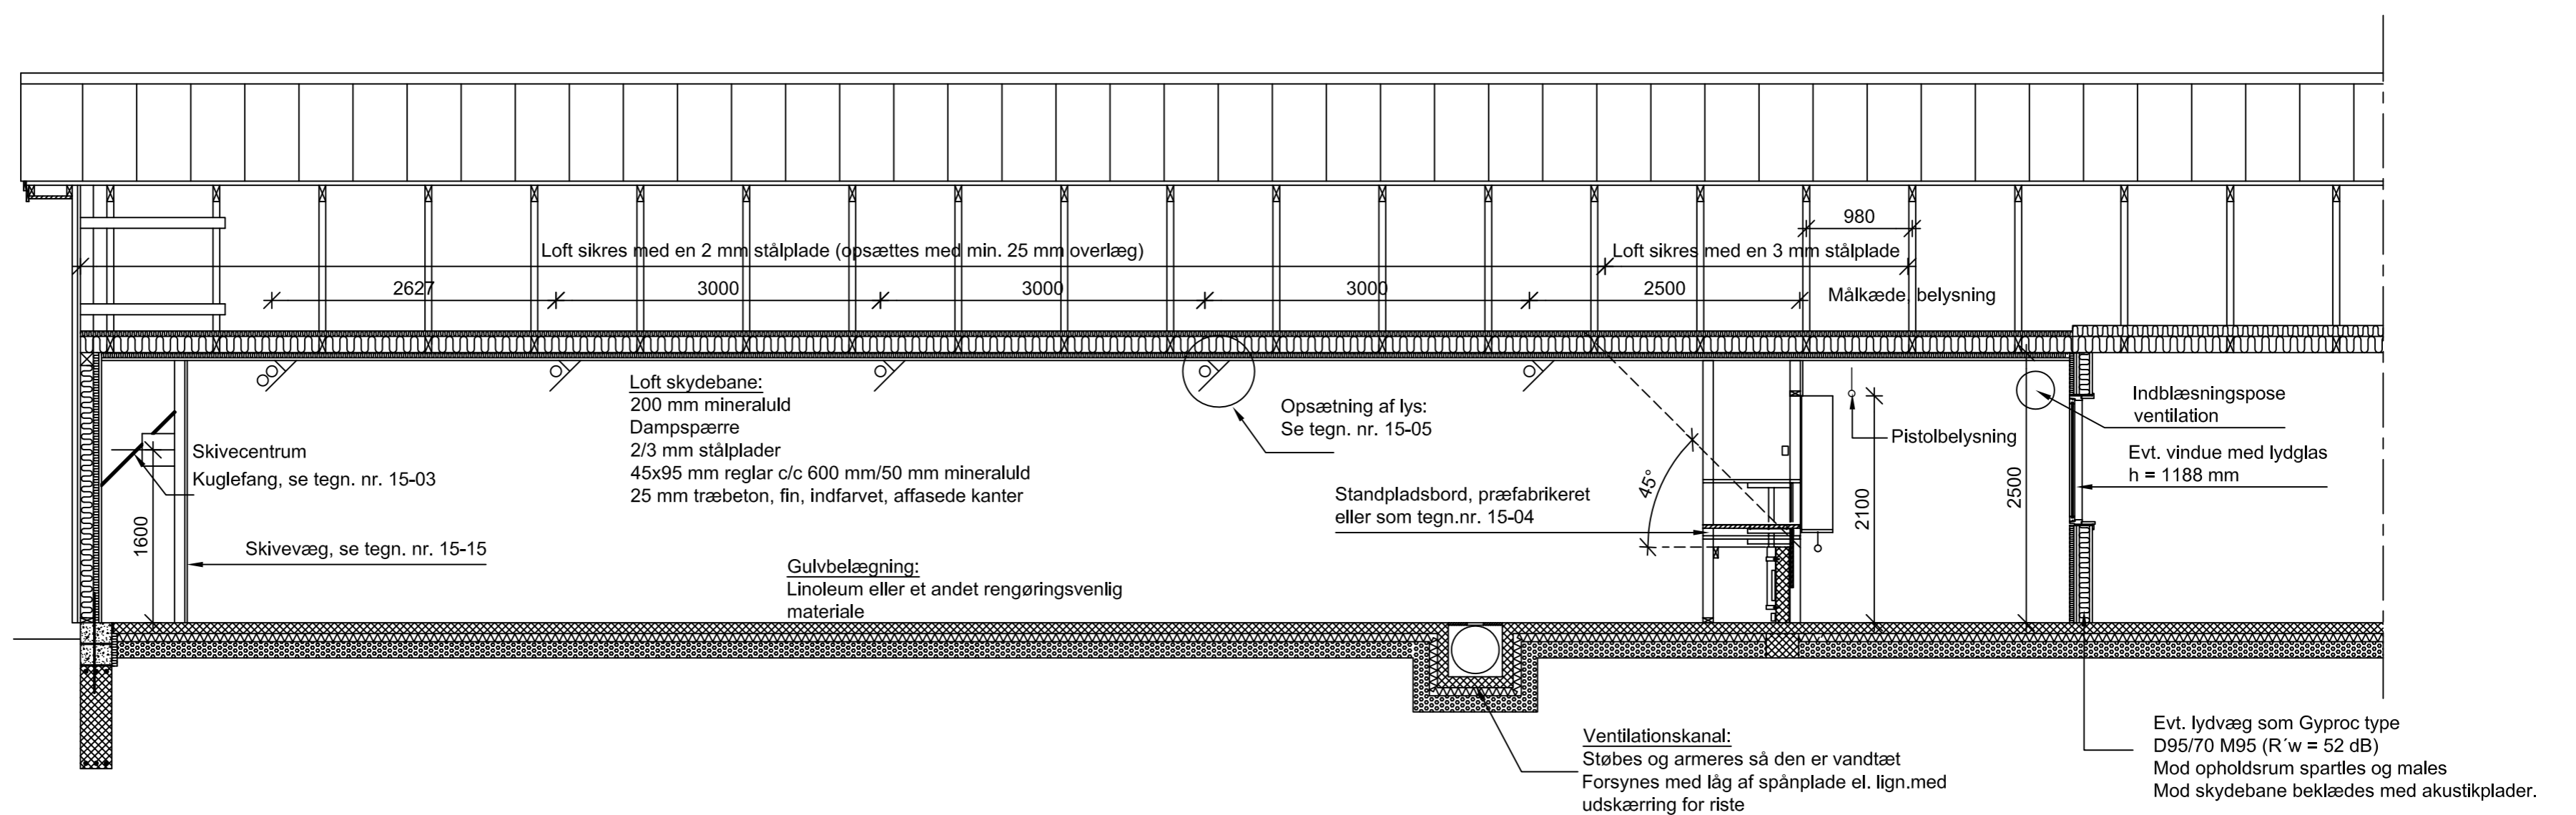 980
Loft sikres med en 2 mm stålplade (opsættes med min. 25 mm overlæg)
Loft sikres med en 3 mm stålplade
2627
3000
3000
3000
2500
Målkæde, belysning
Loft skydebane:
200 mm mineraluld
Dampspærre
2/3 mm stålplader
45x95 mm reglar c/c 600 mm/50 mm mineraluld
25 mm træbeton, fin, indfarvet, affasede kanter
Opsætning af lys:
Se tegn. nr. 15-05
Indblæsningspose
ventilation
Pistolbelysning
Skivecentrum
Kuglefang, se tegn. nr. 15-03
Evt. vindue med lydglas
h = 1188 mm
45°
Standpladsbord, præfabrikeret
eller som tegn.nr. 15-04
2100
2500
1600
Skivevæg, se tegn. nr. 15-15
Gulvbelægning:
Linoleum eller et andet rengøringsvenlig
materiale
Ventilationskanal:
Støbes og armeres så den er vandtæt
Forsynes med låg af spånplade el. lign.med
udskærring for riste
Evt. lydvæg som Gyproc type
D95/70 M95 (R´w = 52 dB)
Mod opholdsrum spartles og males
Mod skydebane beklædes med akustikplader.